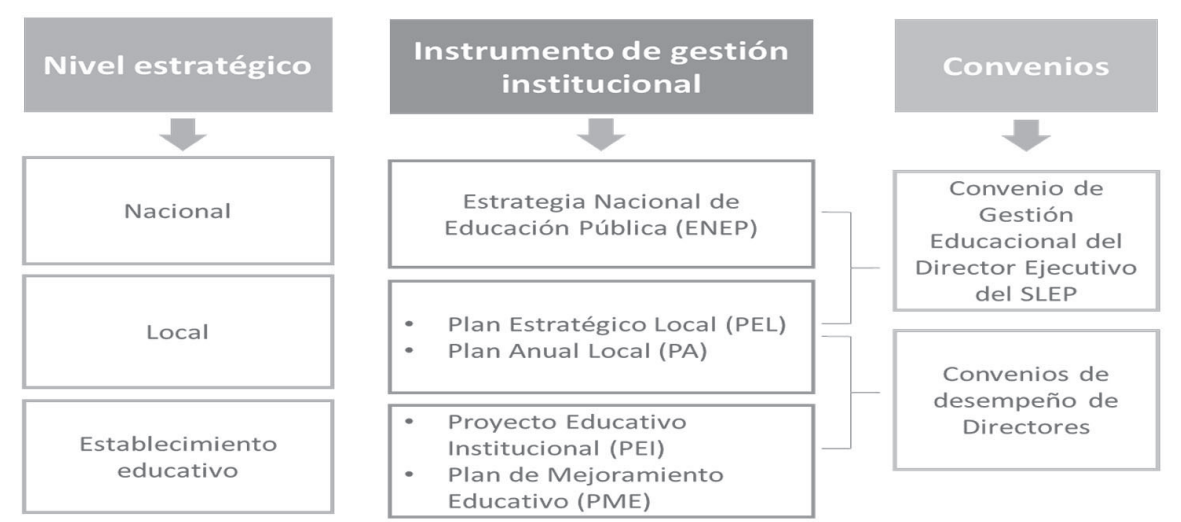 Nivel estratégico
Instrumento de gestión
institucional
Convenios
Nacional
Estrategia Nacional de
Educación Pública (ENEP)
Convenio de
Gestión
Educacional del
Director Ejecutivo
del SLEP
Local
• Plan Estratégico Local (PEL)
• Plan Anual Local (PA)
Convenios de
desempeño de
Directores
Establecimiento
educativo
• Proyecto Educativo
Institucional (PEI)
• Plan de Mejoramiento
Educativo (PME)